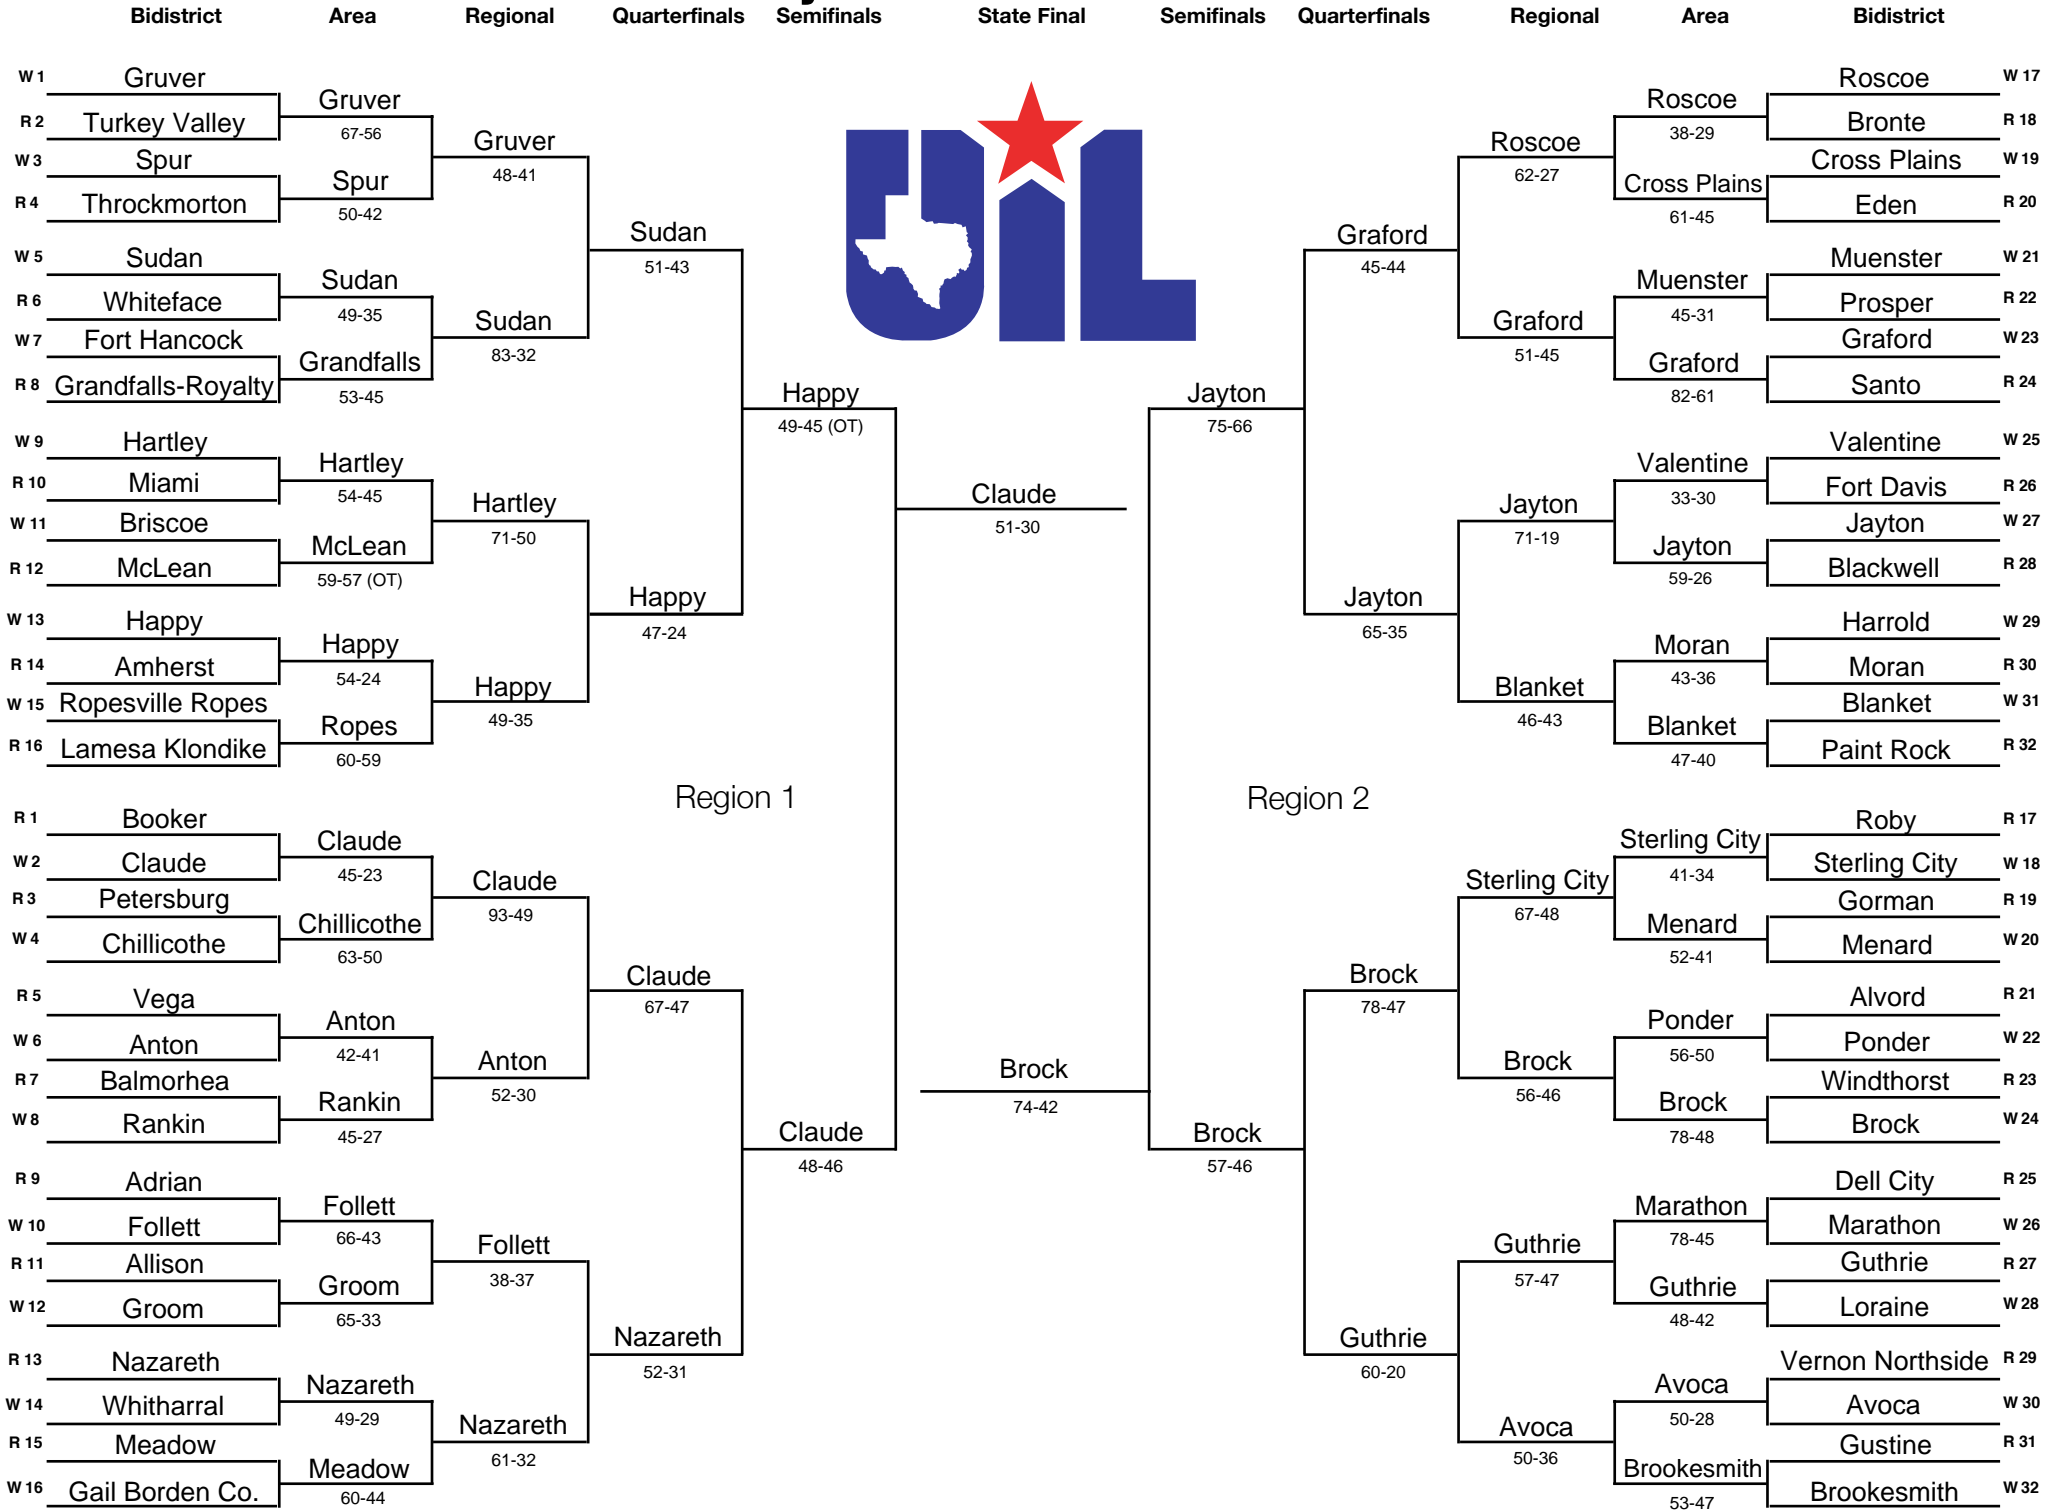 Bidistrict Area Regional Quarterfinals Semifinals State Final Semifinals Quarterfinals Regional Area Bidistrict
W 1 Gruver
R 2 Turkey Valley
W 3 Spur
R 4 Throckmorton
W 5 Sudan
R 6 Whiteface
W 7 Fort Hancock
R 8 Grandfalls-Royalty
W 9 Hartley
R 10 Miami
W 11 Briscoe
R 12 McLean
W 13 Happy
R 14 Amherst
W 15 Ropesville Ropes
R 16 Lamesa Klondike
R 1 Booker
W 2 Claude
R 3 Petersburg
W 4 Chillicothe
R 5 Vega
W 6 Anton
R 7 Balmorhea
W 8 Rankin
R 9 Adrian
W 10 Follett
R 11 Allison
W 12 Groom
R 13 Nazareth
W 14 Whitharral
R 15 Meadow
W 16 Gail Borden Co.
Gruver
67-56
Spur
50-42
Sudan
49-35
Grandfalls
53-45
Hartley
54-45
McLean
59-57 (OT)
Happy
54-24
Ropes
60-59
Claude
45-23
Chillicothe
63-50
Anton
42-41
Rankin
45-27
Follett
66-43
Groom
65-33
Nazareth
49-29
Meadow
60-44
Gruver
48-41
Sudan
83-32
Hartley
71-50
Happy
49-35
Claude
93-49
Anton
52-30
Follett
38-37
Nazareth
61-32
Sudan
51-43
Happy
47-24
Claude
67-47
Nazareth
52-31
Happy
49-45 (OT)
Claude
48-46
Region 1
UIL
Claude
51-30
Brock
74-42
Region 2
Jayton
75-66
Brock
57-46
Graford
45-44
Jayton
65-35
Brock
78-47
Guthrie
60-20
Roscoe
62-27
Graford
51-45
Jayton
71-19
Blanket
46-43
Sterling City
67-48
Brock
56-46
Guthrie
57-47
Avoca
50-36
Roscoe
38-29
Cross Plains
61-45
Muenster
45-31
Graford
82-61
Valentine
33-30
Jayton
59-26
Moran
43-36
Blanket
47-40
Sterling City
41-34
Menard
52-41
Ponder
56-50
Brock
78-48
Marathon
78-45
Guthrie
48-42
Avoca
50-28
Brookesmith
53-47
Roscoe W 17
Bronte R 18
Cross Plains W 19
Eden R 20
Muenster W 21
Prosper R 22
Graford W 23
Santo R 24
Valentine W 25
Fort Davis R 26
Jayton W 27
Blackwell R 28
Harrold W 29
Moran R 30
Blanket W 31
Paint Rock R 32
Roby R 17
Sterling City W 18
Gorman R 19
Menard W 20
Alvord R 21
Ponder W 22
Windthorst R 23
Brock W 24
Dell City R 25
Marathon W 26
Guthrie R 27
Loraine W 28
Vernon Northside R 29
Avoca W 30
Gustine R 31
Brookesmith W 32